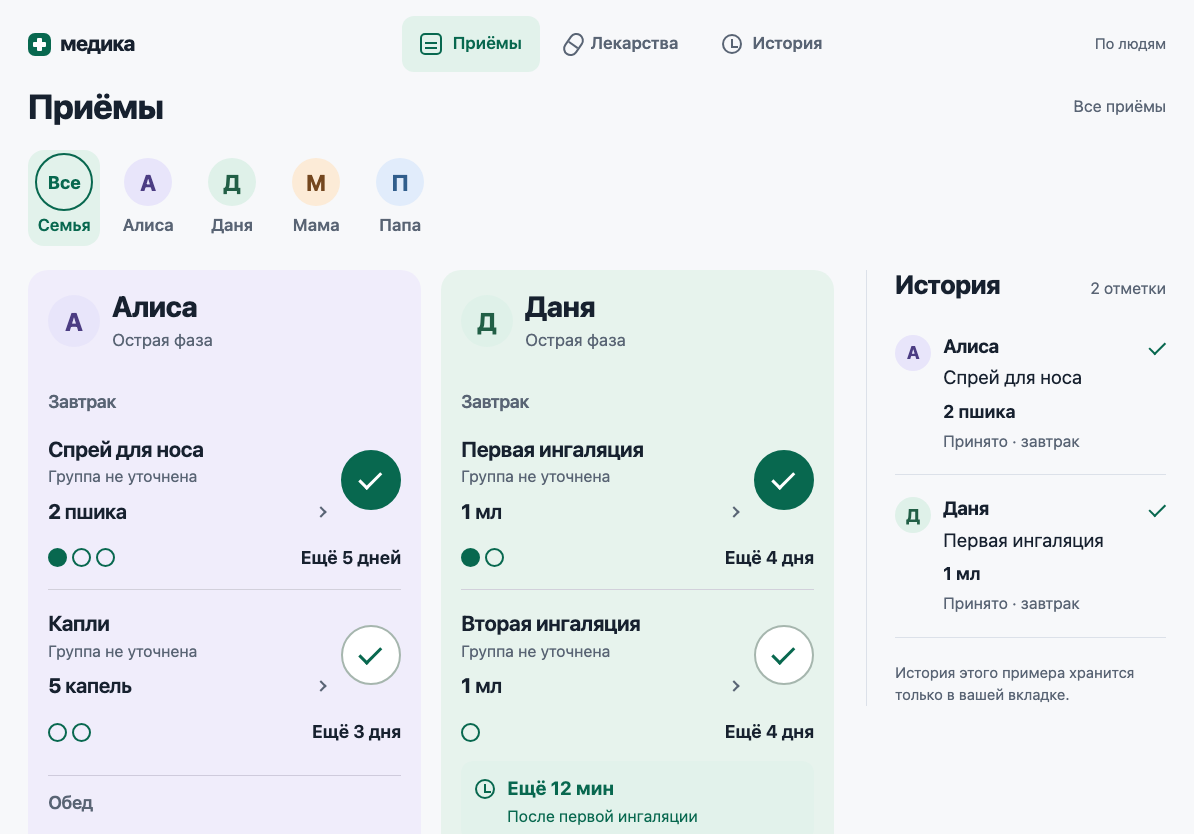 медика
Приёмы
Лекарства
История
По людям
Приёмы
Все приёмы
Все
Семья
А
Алиса
Д
Даня
М
Мама
П
Папа
А
Алиса
Острая фаза
Завтрак
Спрей для носа
Группа не уточнена
2 пшика
Ещё 5 дней
Капли
Группа не уточнена
5 капель
Ещё 3 дня
Обед
Д
Даня
Острая фаза
Завтрак
Первая ингаляция
Группа не уточнена
1 мл
Ещё 4 дня
Вторая ингаляция
Группа не уточнена
1 мл
Ещё 4 дня
Ещё 12 мин
После первой ингаляции
История
2 отметки
А
Алиса
Спрей для носа
2 пшика
Принято · завтрак
Д
Даня
Первая ингаляция
1 мл
Принято · завтрак
История этого примера хранится
только в вашей вкладке.